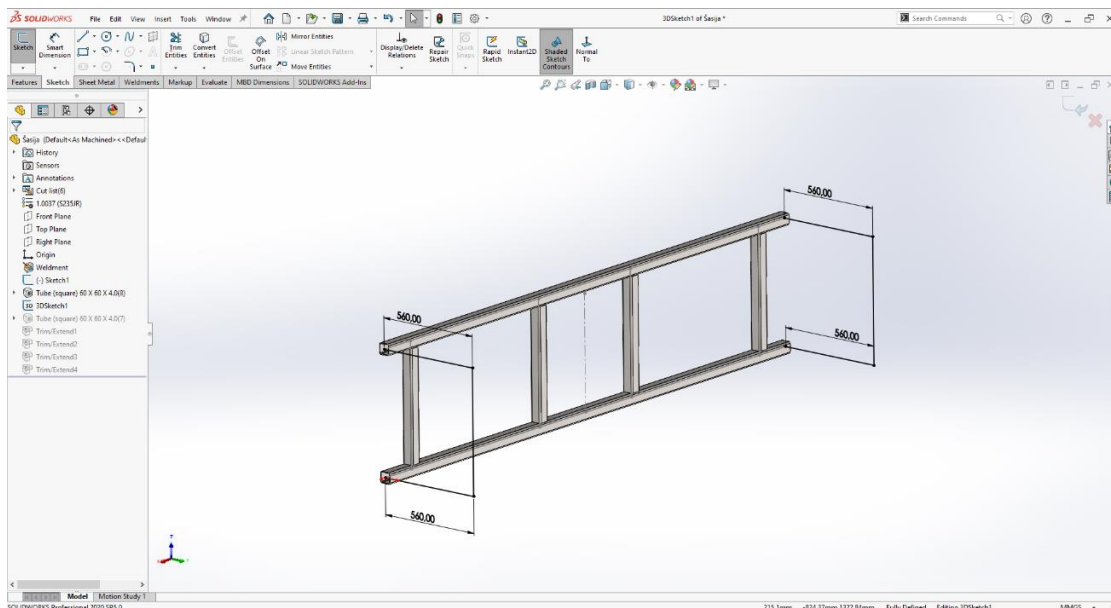 SOLIDWORKS File Edit View Insert Tools Window
3DSketch1 of Šasija *
Search Commands
Sketch
Smart Dimension
Trim Entities
Convert Entities
Offset Entities
Offset On Surface
Mirror Entities
Linear Sketch Pattern
Move Entities
Display/Delete Relations
Repair Sketch
Quick Snaps
Rapid Sketch
Instant2D
Shaded Sketch Contours
Normal To
Features Sketch Sheet Metal Weldments Markup Evaluate MBD Dimensions SOLIDWORKS Add-Ins
Šasija (Default<As Machined><<Defaul
History
Sensors
Annotations
Cut list(6)
1.0037 (S235JR)
Front Plane
Top Plane
Right Plane
Origin
Weldment
(-) Sketch1
Tube (square) 60 X 60 X 4.0(8)
3D 3DSketch1
Tube (square) 60 X 60 X 4.0(7)
Trim/Extend1
Trim/Extend2
Trim/Extend3
Trim/Extend4
560,00
560,00
560,00
560,00
Model Motion Study 1
SOLIDWORKS Professional 2020 SP5.0
Fully Defined Editing 3DSketch1 MMGS